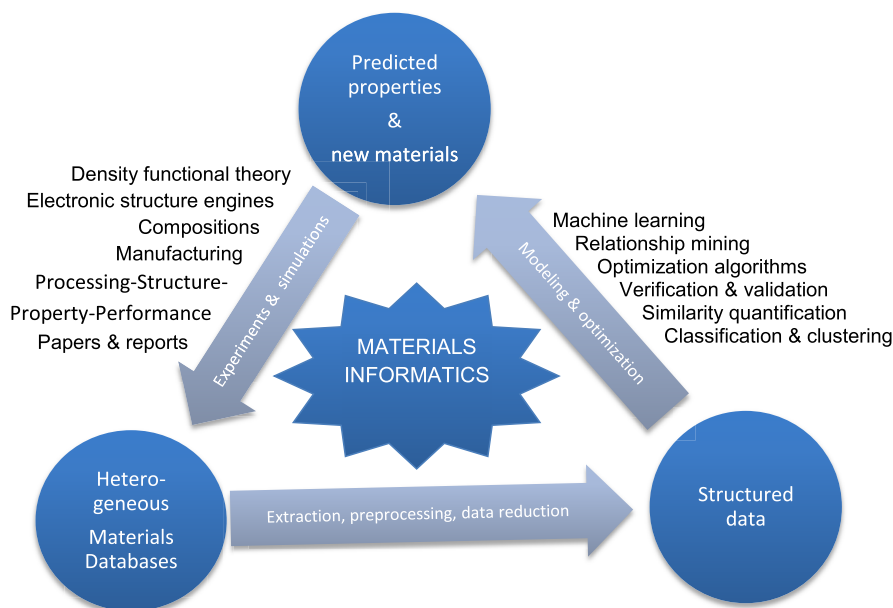 Predicted
properties
&
new materials
Density functional theory
Electronic structure engines
Compositions
Manufacturing
Processing-Structure-
Property-Performance
Papers & reports
Experiments & simulations
Machine learning
Relationship mining
Optimization algorithms
Verification & validation
Similarity quantification
Classification & clustering
Modeling & optimization
MATERIALS
INFORMATICS
Hetero-
geneous
Materials
Databases
Extraction, preprocessing, data reduction
Structured
data